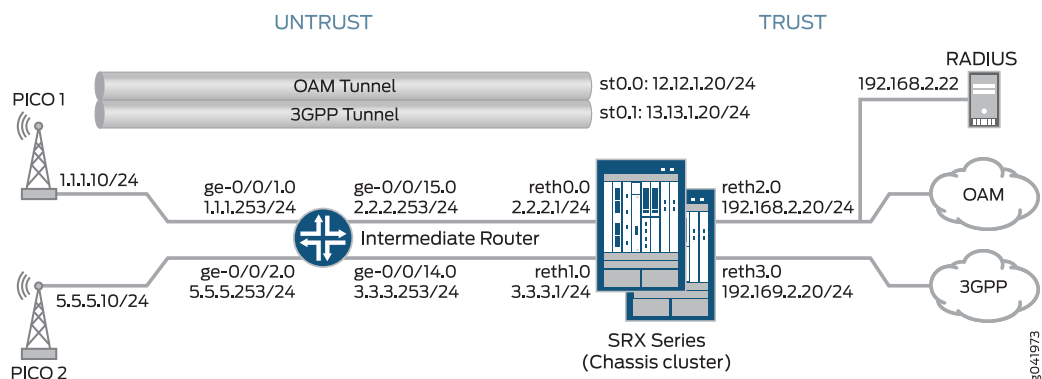 UNTRUST
TRUST
RADIUS
OAM Tunnel
st0.0: 12.12.1.20/24
192.168.2.22
PICO 1
3GPP Tunnel
st0.1: 13.13.1.20/24
1.1.1.10/24
ge-0/0/1.0
1.1.1.253/24
ge-0/0/15.0
2.2.2.253/24
reth0.0
2.2.2.1/24
reth2.0
192.168.2.20/24
OAM
Intermediate Router
5.5.5.10/24
ge-0/0/2.0
5.5.5.253/24
ge-0/0/14.0
3.3.3.253/24
reth1.0
3.3.3.1/24
reth3.0
192.169.2.20/24
3GPP
PICO 2
SRX Series
(Chassis cluster)
g041973